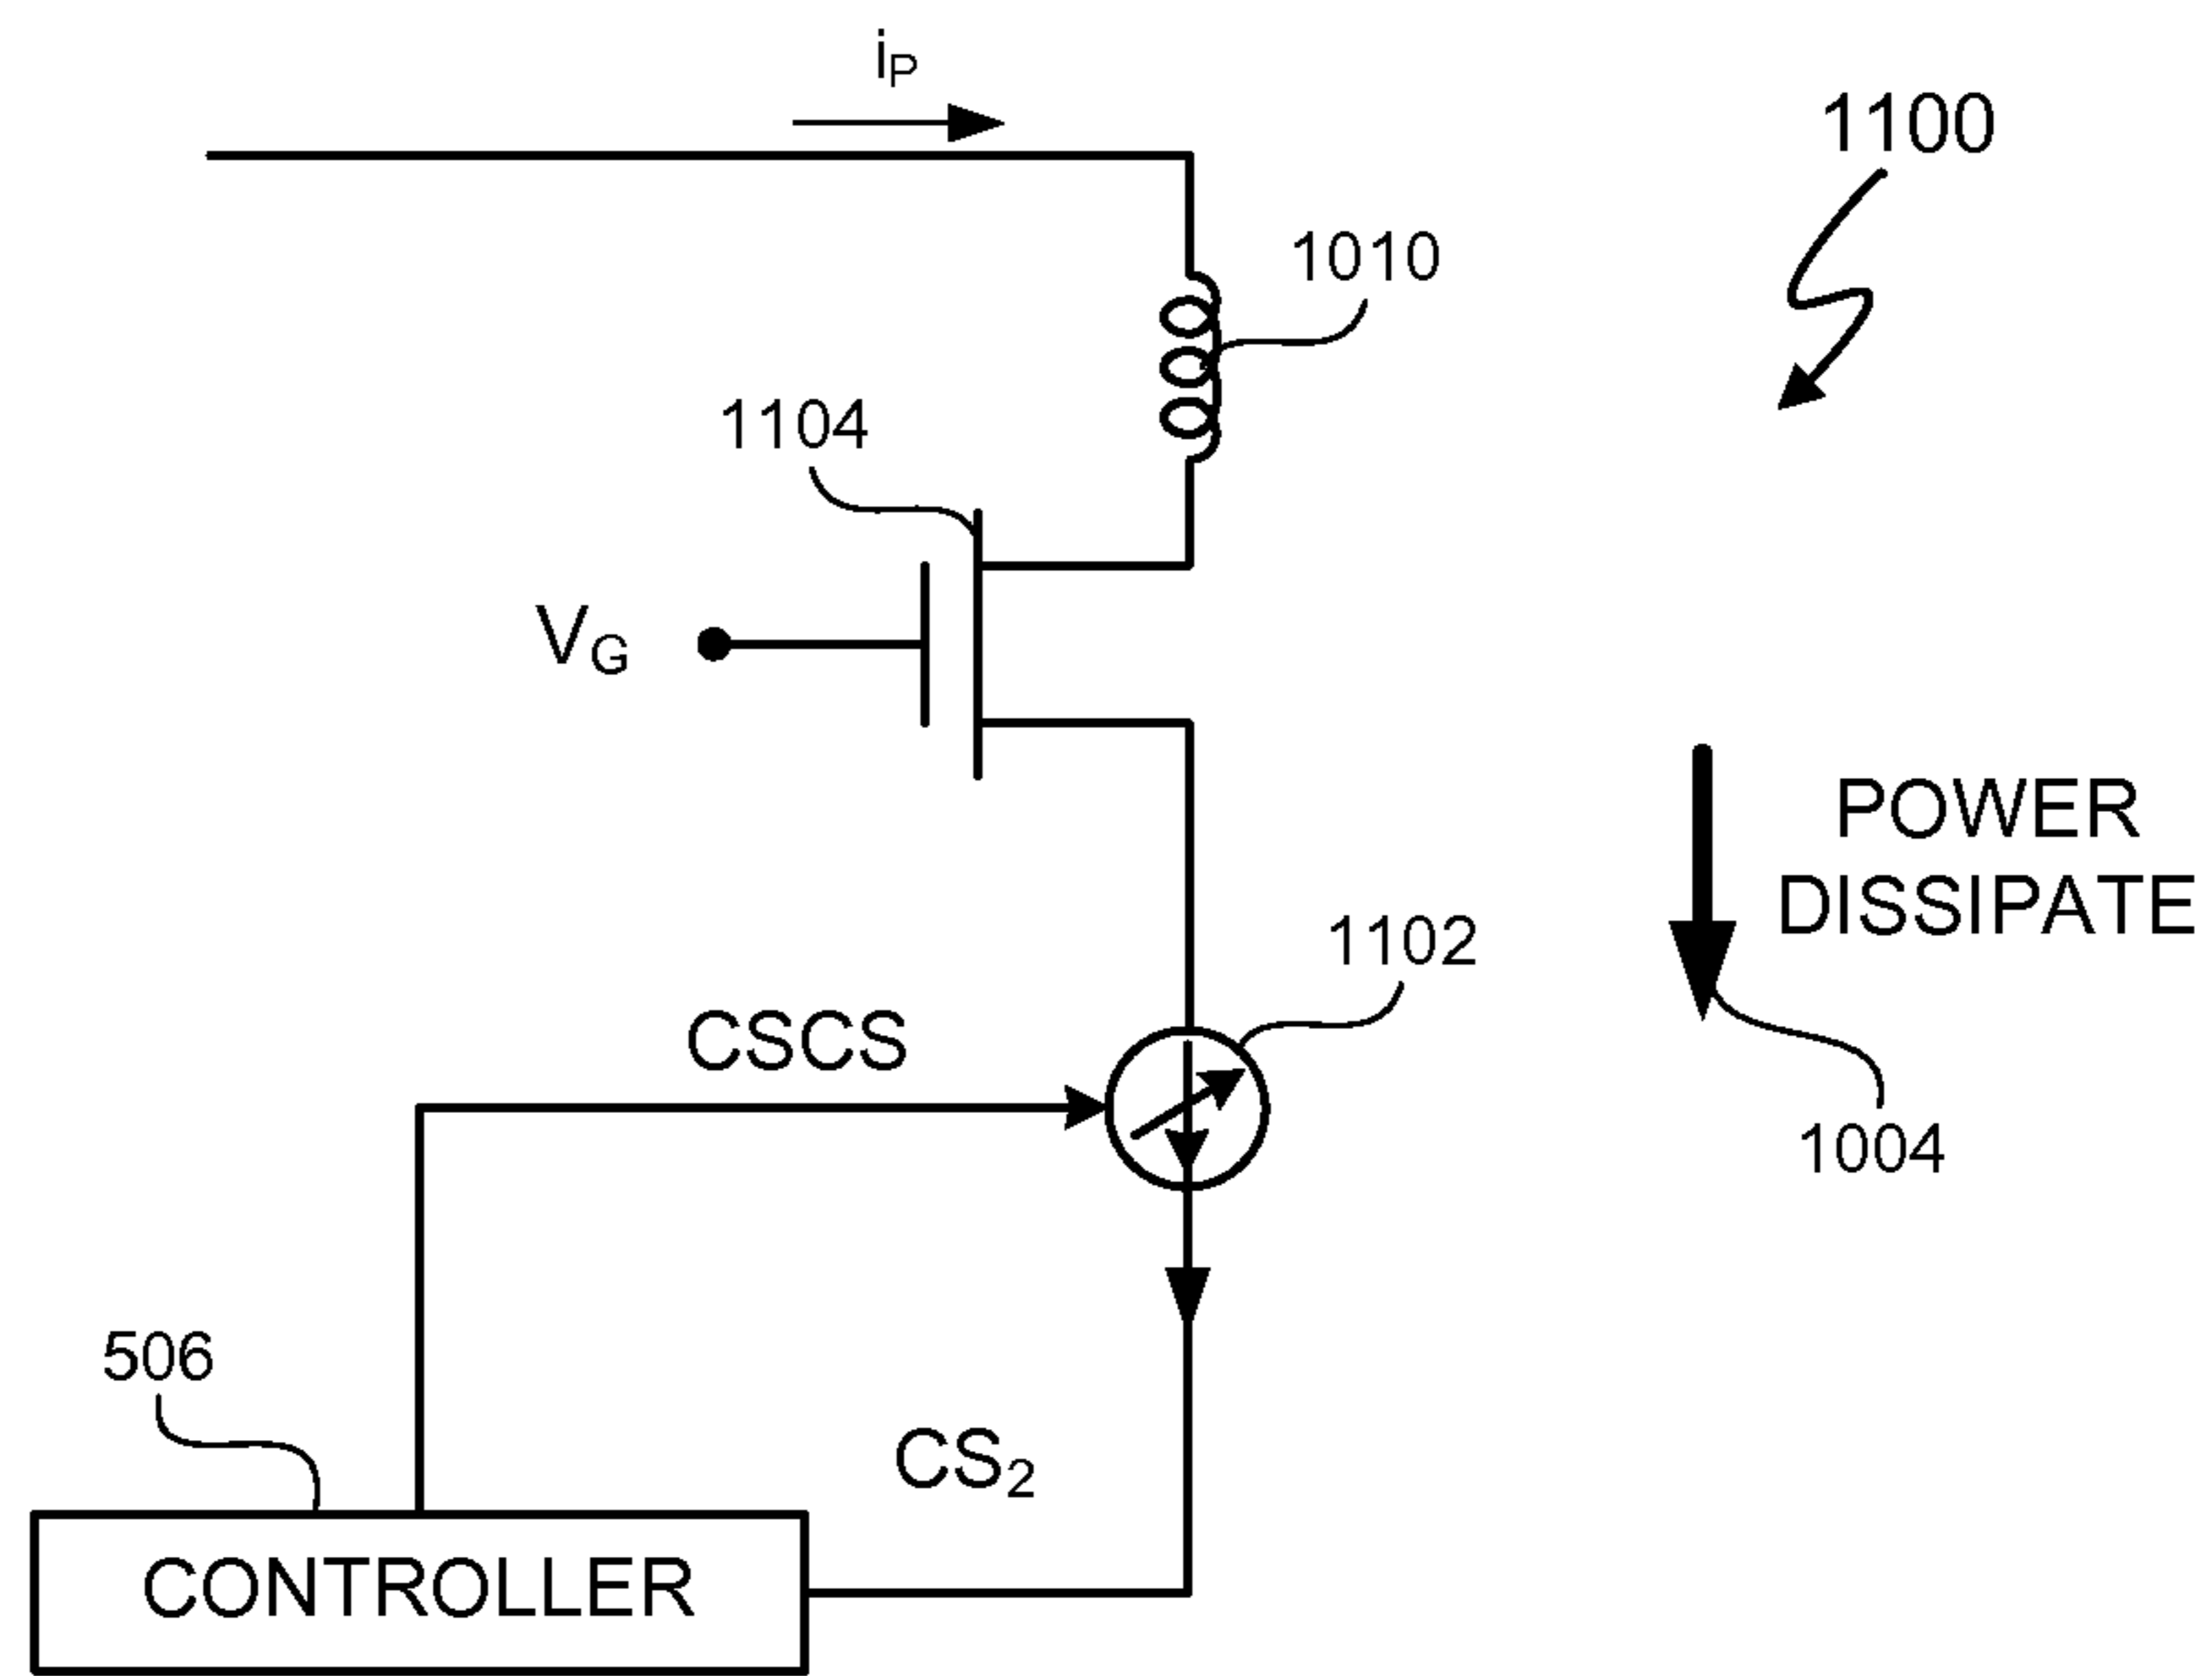 iP
1100
1010
1104
VG
POWER
DISSIPATE
1102
CSCS
1004
506
CS2
CONTROLLER